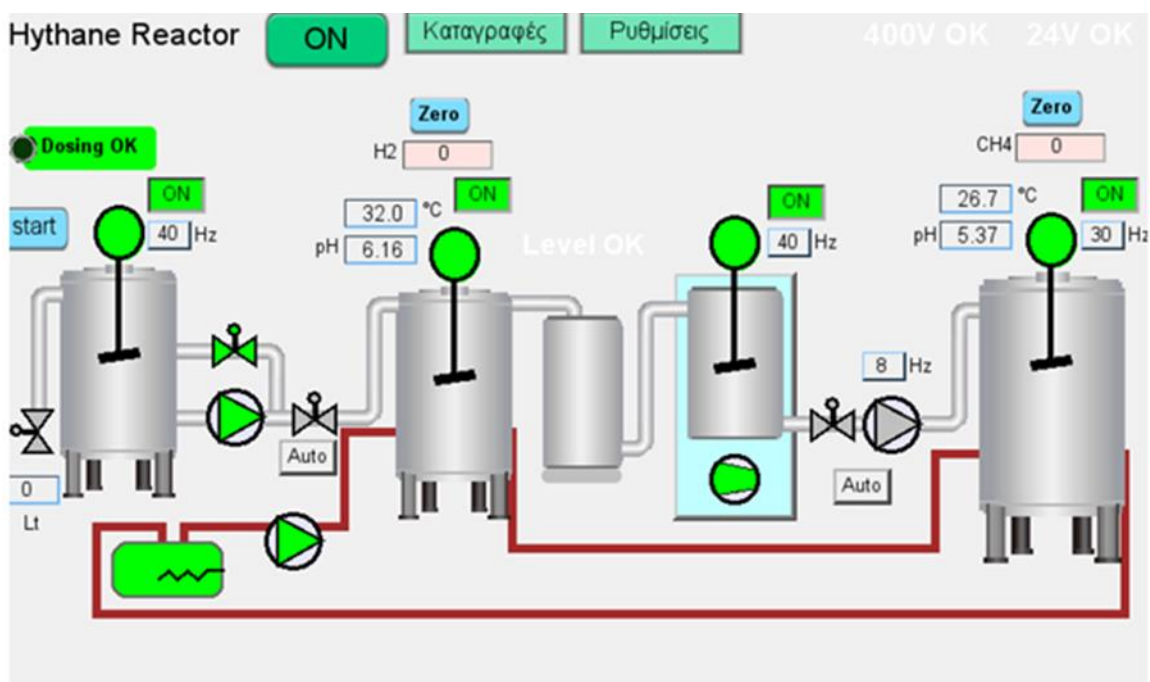 Hythane Reactor
ON
Καταγραφές
Ρυθμίσεις
400V OK
24V OK
Zero
Zero
Dosing OK
H2 0
CH4 0
ON
ON
ON
ON
start
40 Hz
32.0 °C
pH 6.16
Level OK
40 Hz
26.7 °C
pH 5.37
30 Hz
8 Hz
Auto
Auto
0
Lt